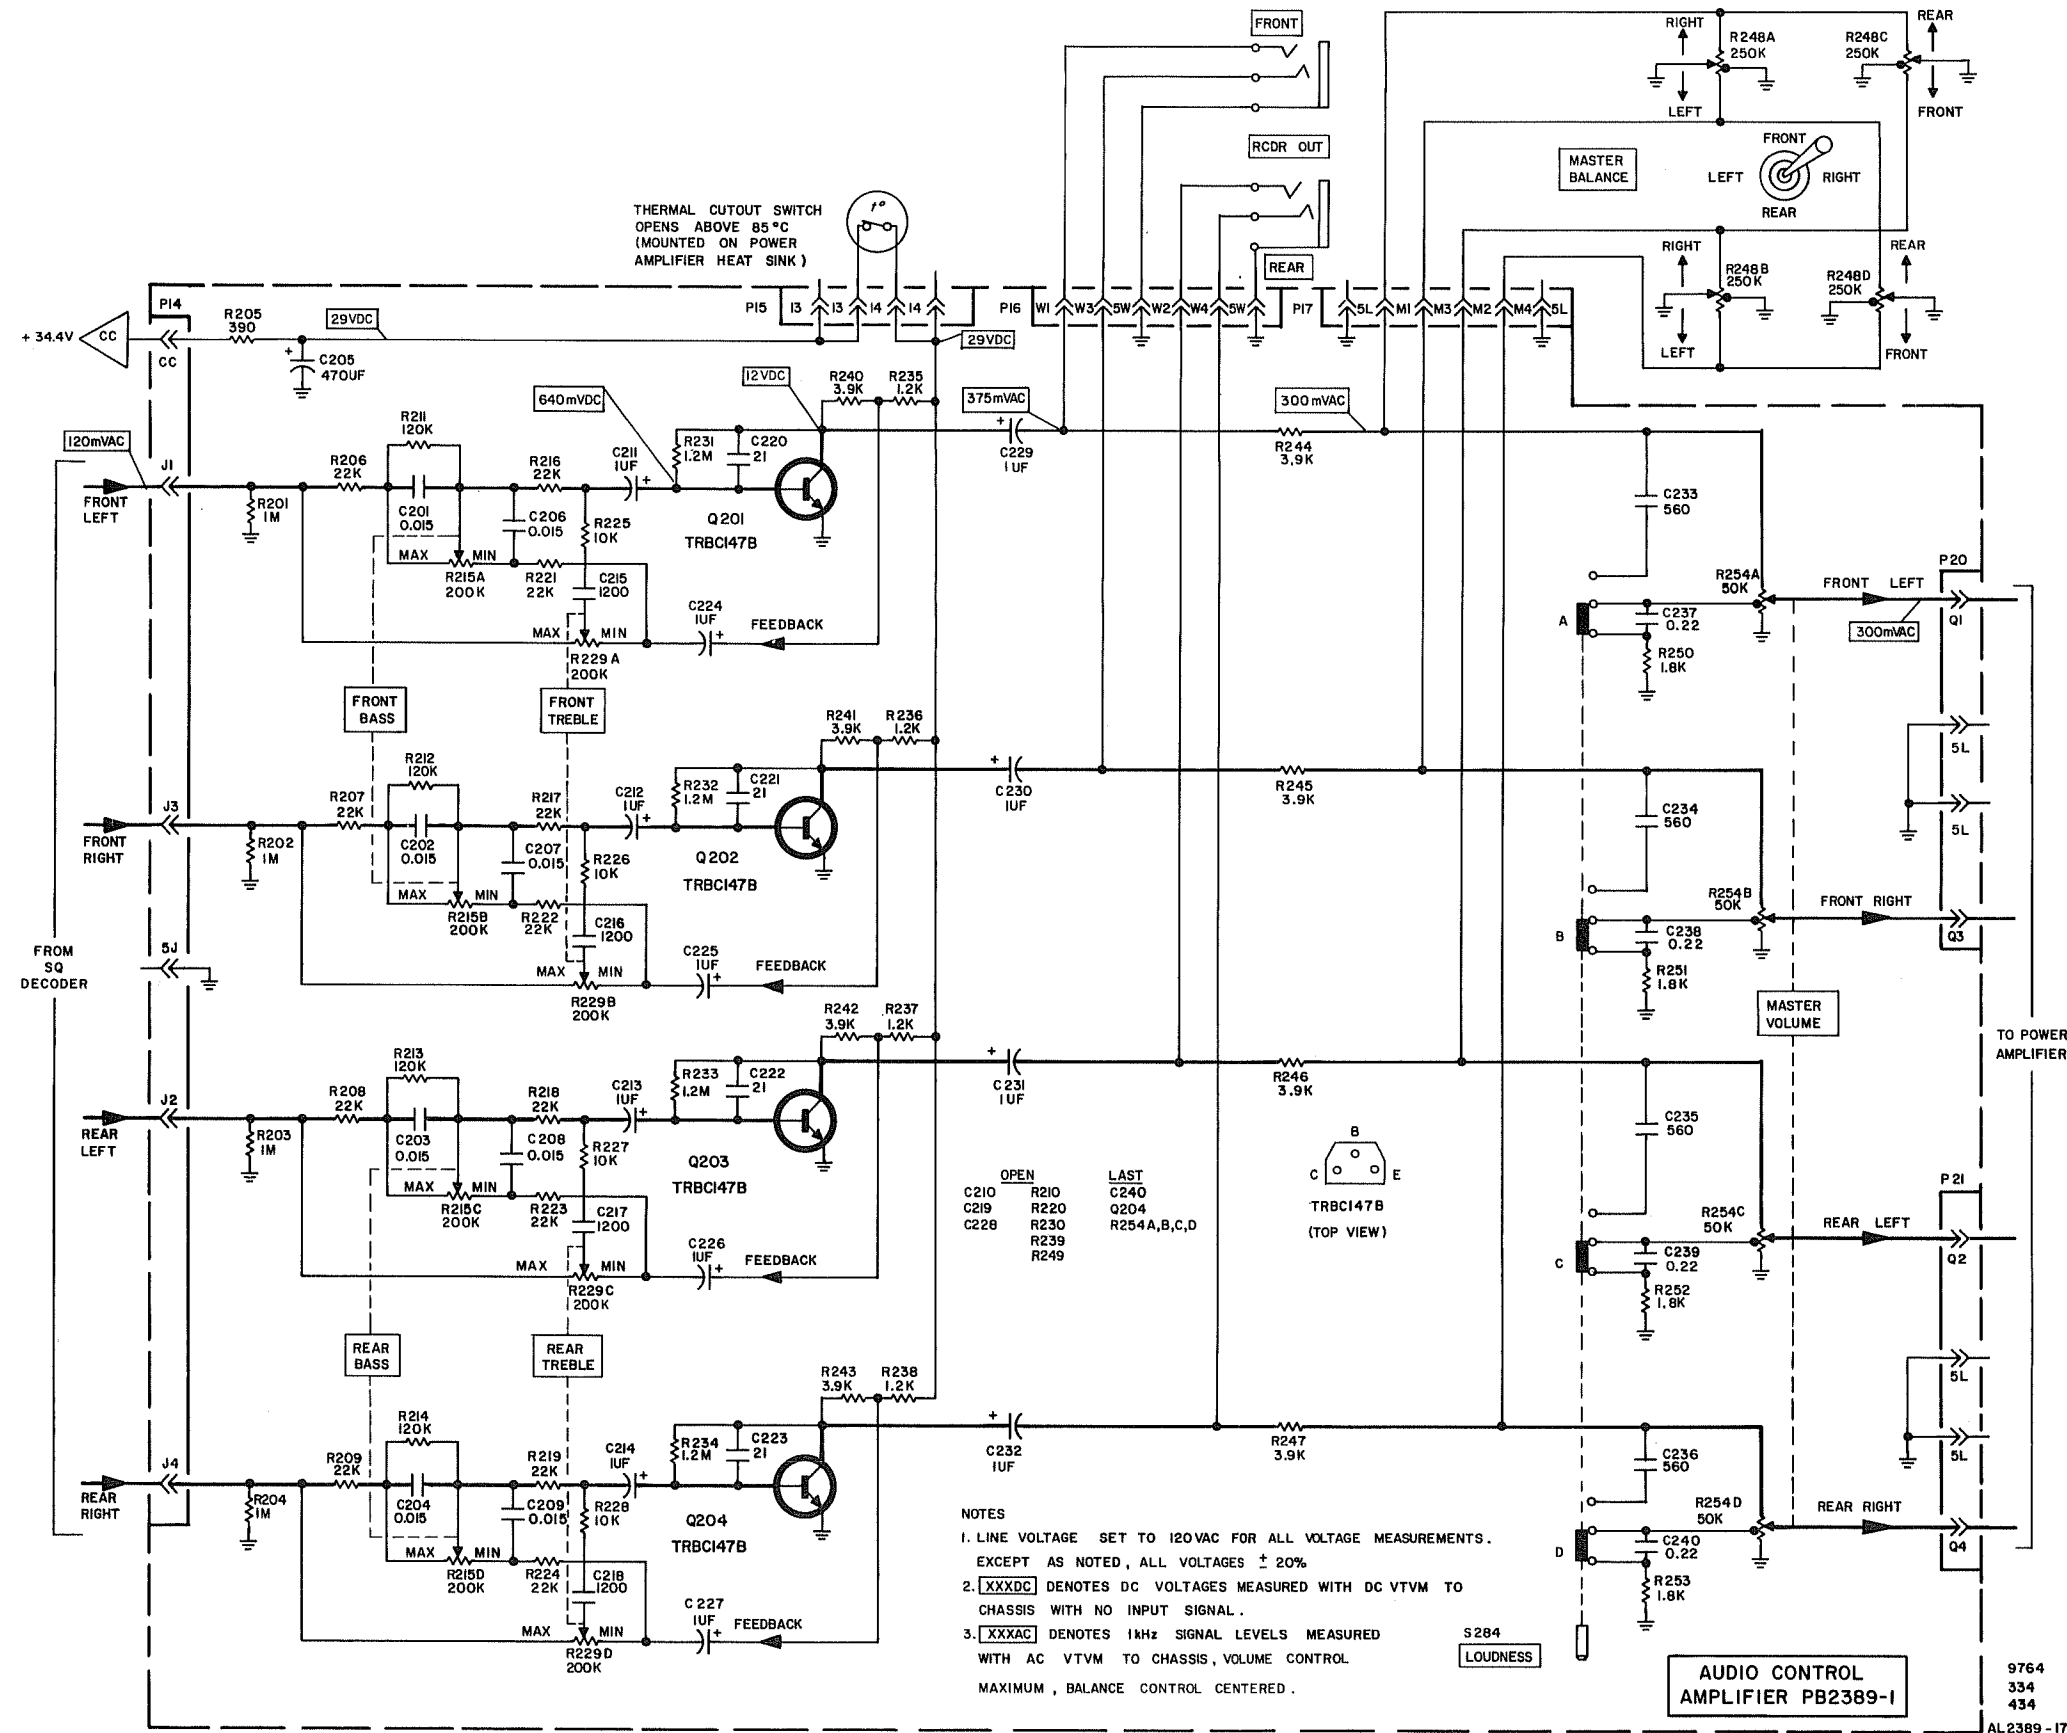 FRONT
RIGHT
R248A
250K
LEFT
R248C
250K
REAR
FRONT
RCDR OUT
MASTER
BALANCE
FRONT
LEFT
RIGHT
REAR
THERMAL CUTOUT SWITCH
OPENS ABOVE 85°C
(MOUNTED ON POWER
AMPLIFIER HEAT SINK)
t°
REAR
RIGHT
R248B
250K
LEFT
REAR
R248D
250K
FRONT
P14
P15 13 13 14 14
P16 W1 W3 5W W2 W4 5W
P17 5L M1 M3 M2 M4 5L
+ 34.4V
CC
CC
R205
390
29VDC
+
C205
470UF
29VDC
120mVAC
J1
FRONT
LEFT
R201
1M
R206
22K
R211
120K
C201
0.015
MAX
MIN
R215A
200K
R216
22K
C206
0.015
R221
22K
C211
1UF
+
640mVDC
R225
10K
C215
1200
MAX
MIN
R229A
200K
C224
1UF
+
FEEDBACK
R231
1.2M
C220
21
12VDC
R240
3.9K
R235
1.2K
Q201
TRBC147B
375mVAC
+
C229
1UF
300mVAC
R244
3,9K
C233
560
A
R254A
50K
C237
0.22
R250
1.8K
FRONT LEFT
300mVAC
P20
Q1
5L
5L
FRONT
BASS
FRONT
TREBLE
J3
FRONT
RIGHT
R202
1M
R207
22K
R212
120K
C202
0.015
MAX
MIN
R215B
200K
R217
22K
C207
0.015
R222
22K
C212
1UF
+
R226
10K
C216
1200
MAX
MIN
R229B
200K
C225
1UF
+
FEEDBACK
R232
1.2M
C221
21
R241
3.9K
R236
1.2K
Q202
TRBC147B
+
C230
1UF
R245
3.9K
C234
560
B
R254B
50K
C238
0.22
R251
1.8K
FRONT RIGHT
Q3
FROM
SQ
DECODER
5J
MASTER
VOLUME
TO POWER
AMPLIFIER
J2
REAR
LEFT
R203
1M
R208
22K
R213
120K
C203
0.015
MAX
MIN
R215C
200K
R218
22K
C208
0.015
R223
22K
C213
1UF
+
R227
10K
C217
1200
MAX
MIN
R229C
200K
C226
1UF
+
FEEDBACK
R233
1.2M
C222
21
R242
3.9K
R237
1.2K
Q203
TRBC147B
+
C231
1UF
R246
3.9K
C235
560
C
R254C
50K
C239
0.22
R252
1.8K
REAR LEFT
P21
Q2
5L
5L
OPEN LAST
C210 R210 C240
C219 R220 Q204
C228 R230 R254A,B,C,D
R239
R249
B
C
E
TRBC147B
(TOP VIEW)
REAR
BASS
REAR
TREBLE
J4
REAR
RIGHT
R204
1M
R209
22K
R214
120K
C204
0.015
MAX
MIN
R215D
200K
R219
22K
C209
0.015
R224
22K
C214
1UF
+
R228
10K
C218
1200
MAX
MIN
R229D
200K
C227
1UF
+
FEEDBACK
R234
1.2M
C223
21
R243
3.9K
R238
1.2K
Q204
TRBC147B
+
C232
1UF
R247
3.9K
C236
560
D
R254D
50K
C240
0.22
R253
1.8K
REAR RIGHT
Q4
NOTES
1. LINE VOLTAGE SET TO 120VAC FOR ALL VOLTAGE MEASUREMENTS.
EXCEPT AS NOTED, ALL VOLTAGES ± 20%
2. XXXDC DENOTES DC VOLTAGES MEASURED WITH DC VTVM TO
CHASSIS WITH NO INPUT SIGNAL.
3. XXXAC DENOTES 1kHz SIGNAL LEVELS MEASURED
WITH AC VTVM TO CHASSIS, VOLUME CONTROL
MAXIMUM, BALANCE CONTROL CENTERED.
S284
LOUDNESS
AUDIO CONTROL
AMPLIFIER PB2389-1
9764
334
434
AL2389-17